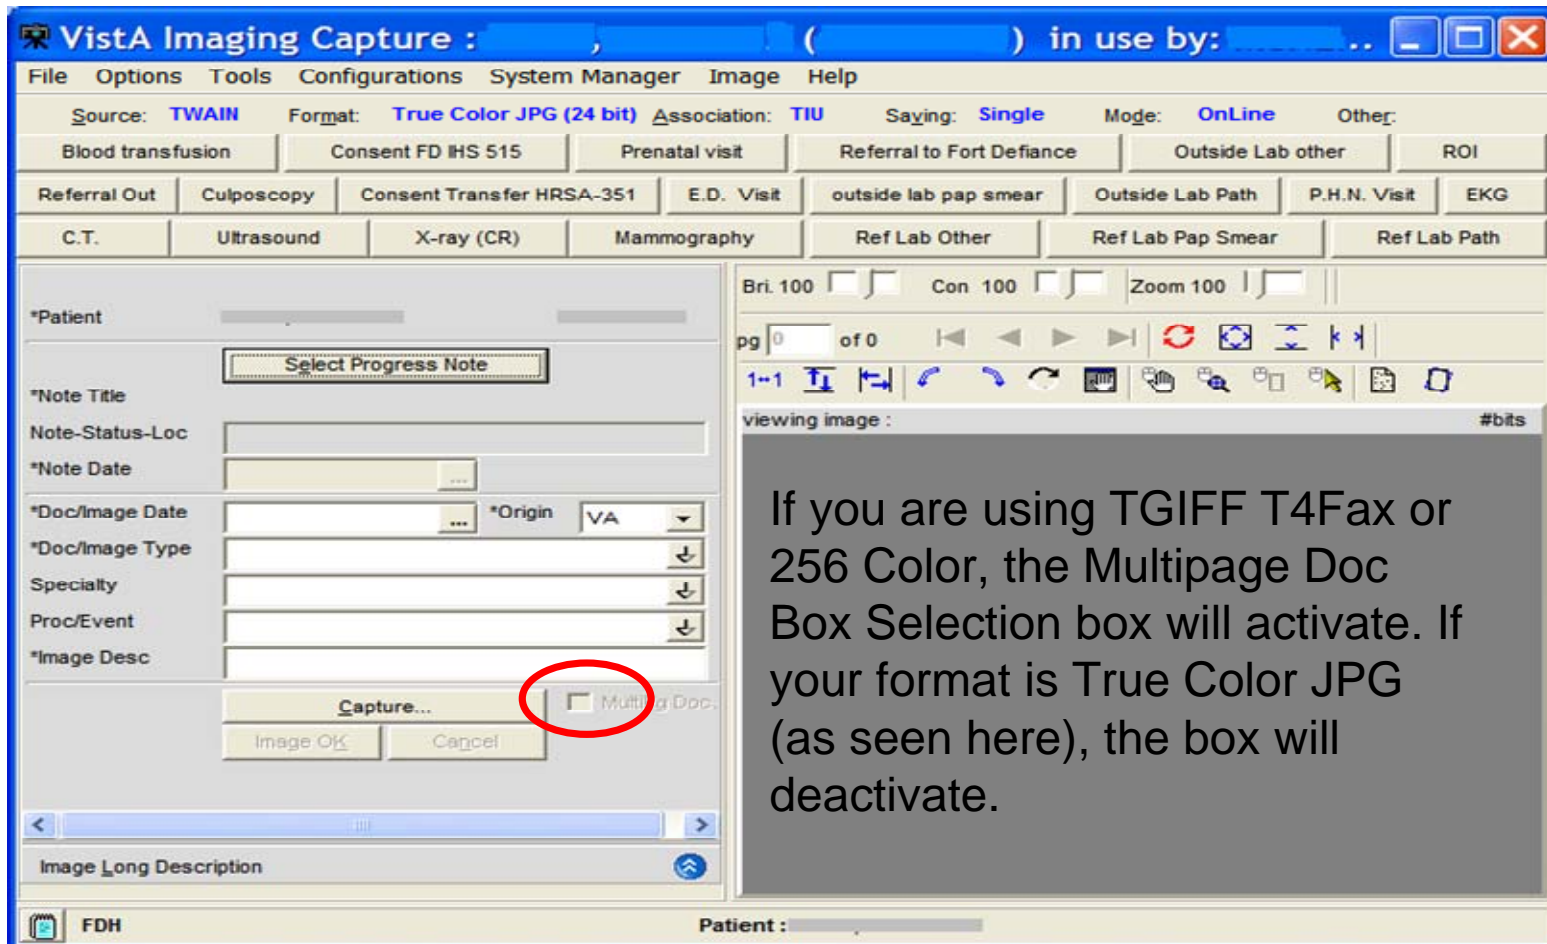 VistA Imaging Capture : , ( ) in use by: ..
File Options Tools Configurations System Manager Image Help
Source: TWAIN Format: True Color JPG (24 bit) Association: TIU Saving: Single Mode: OnLine Other:
Blood transfusion Consent FD IHS 515 Prenatal visit Referral to Fort Defiance Outside Lab other ROI
Referral Out Culposcopy Consent Transfer HRSA-351 E.D. Visit outside lab pap smear Outside Lab Path P.H.N. Visit EKG
C.T. Ultrasound X-ray (CR) Mammography Ref Lab Other Ref Lab Pap Smear Ref Lab Path
Bri. 100 Con 100 Zoom 100
*Patient
pg 0 of 0
Select Progress Note
1↔1
*Note Title
viewing image : #bits
Note-Status-Loc
*Note Date ...
*Doc/Image Date ... *Origin VA
*Doc/Image Type
Specialty
Proc/Event
*Image Desc
Capture... Doc.
Image OK Cancel
If you are using TGIFF T4Fax or
256 Color, the Multipage Doc
Box Selection box will activate. If
your format is True Color JPG
(as seen here), the box will
deactivate.
Image Long Description
FDH Patient :